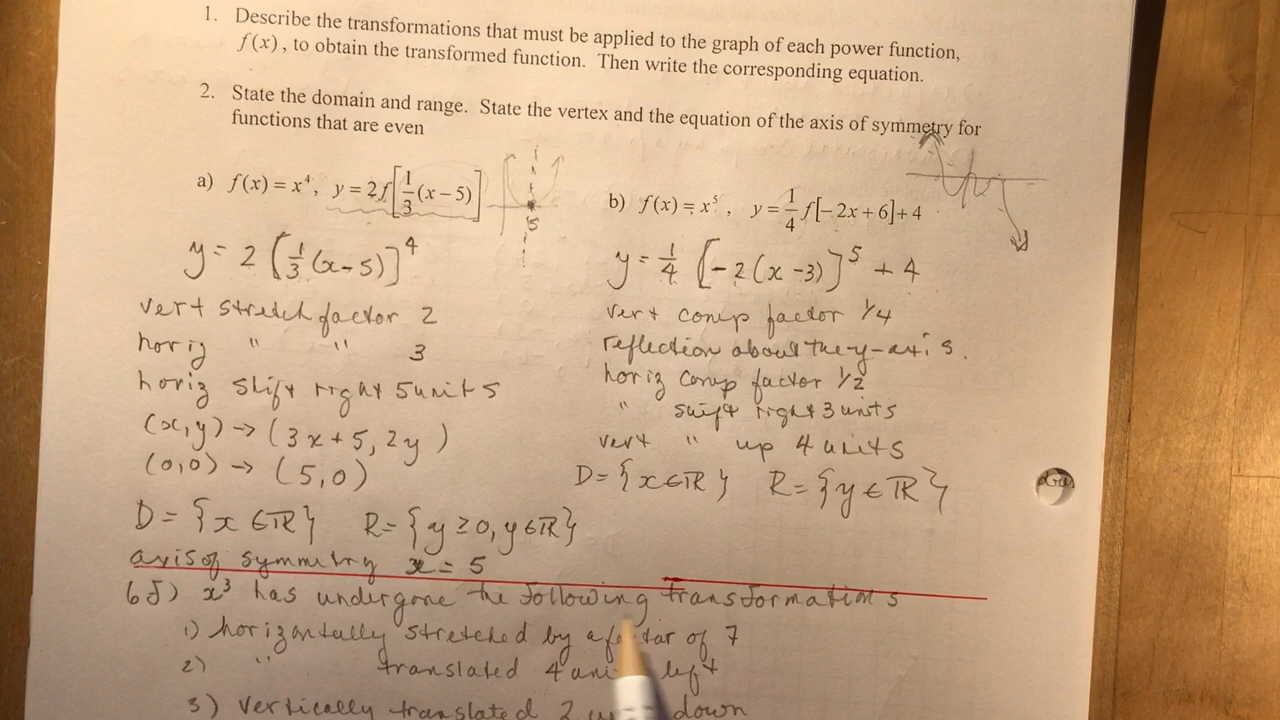 1. Describe the transformations that must be applied to the graph of each power function,
f(x), to obtain the transformed function. Then write the corresponding equation.
2. State the domain and range. State the vertex and the equation of the axis of symmetry for
functions that are even
a) f(x) = x⁴, y = 2f[1/3(x − 5)]
5
y = 2 (1/3 (x-5)]⁴
vert stretch factor 2
horiz " " 3
horiz shift right 5 units
(x,y) → (3x+5, 2y)
(0,0) → (5,0)
D = {x ∈ ℝ} R = {y ≥ 0, y ∈ ℝ}
axis of symmetry x = 5
b) f(x) = x⁵, y = 1/4 f[−2x + 6] + 4
y = 1/4 [-2(x-3)]⁵ + 4
vert comp factor 1/4
reflection about the y-axis.
horiz comp factor 1/2
" shift right 3 units
vert " up 4 units
D = {x ∈ ℝ} R = {y ∈ ℝ}
x³ has undergone the following transformations
1) horizontally stretched by a factor of 7
2) " translated 4 units left
3) vertically translated 2 down